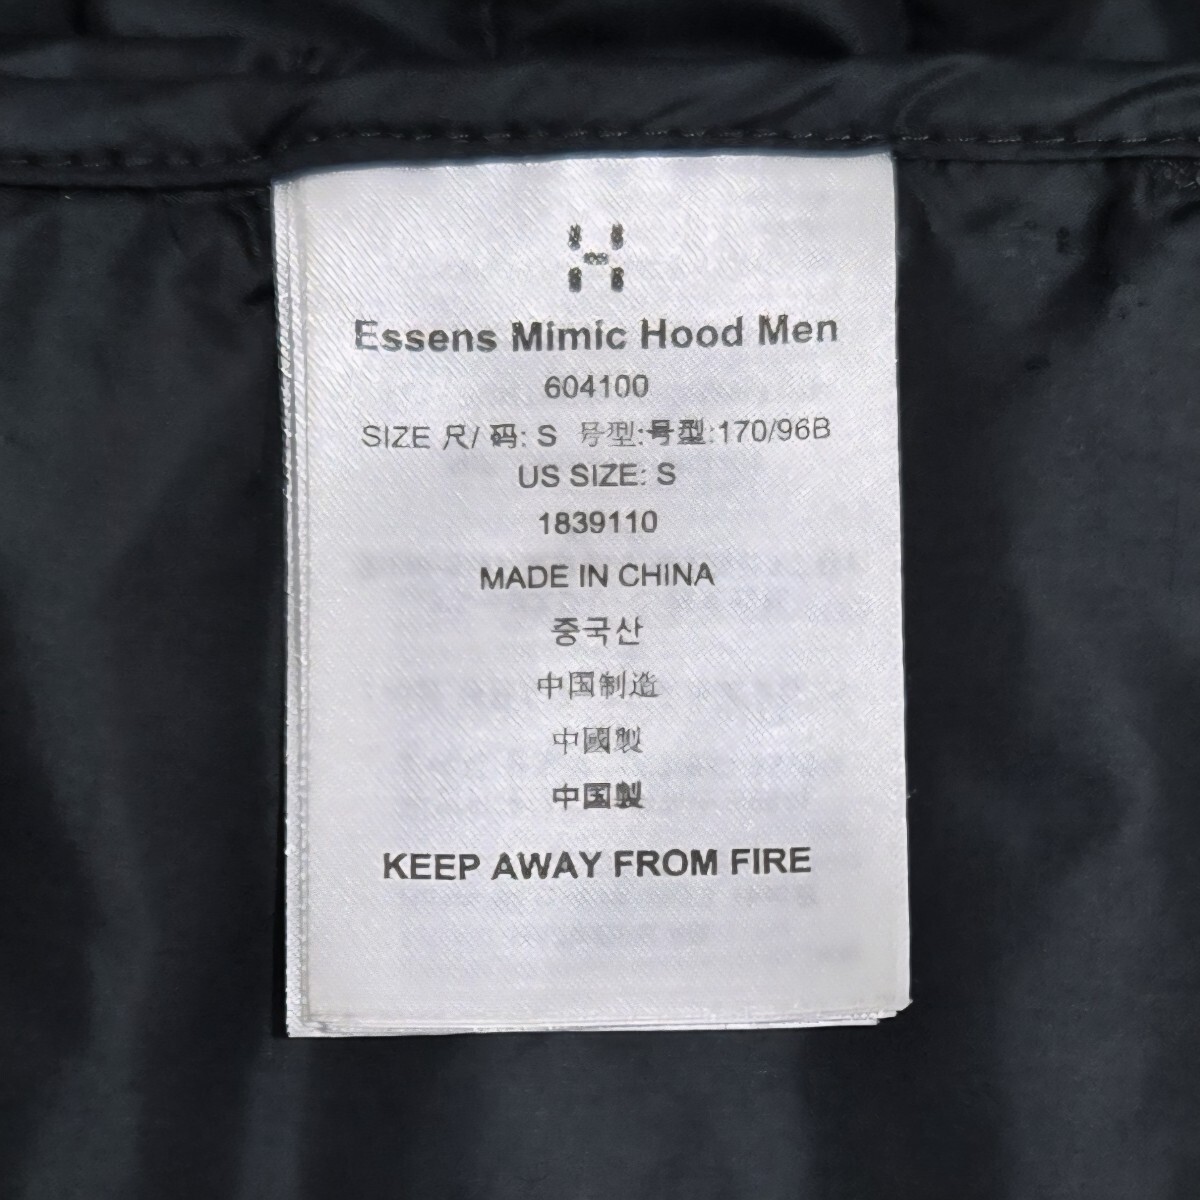 Essens Mimic Hood Men
604100
SIZE 尺/ 码: S 号型:号型:170/96B
US SIZE: S
1839110
MADE IN CHINA
중국산
中国制造
中國製
中国製
KEEP AWAY FROM FIRE